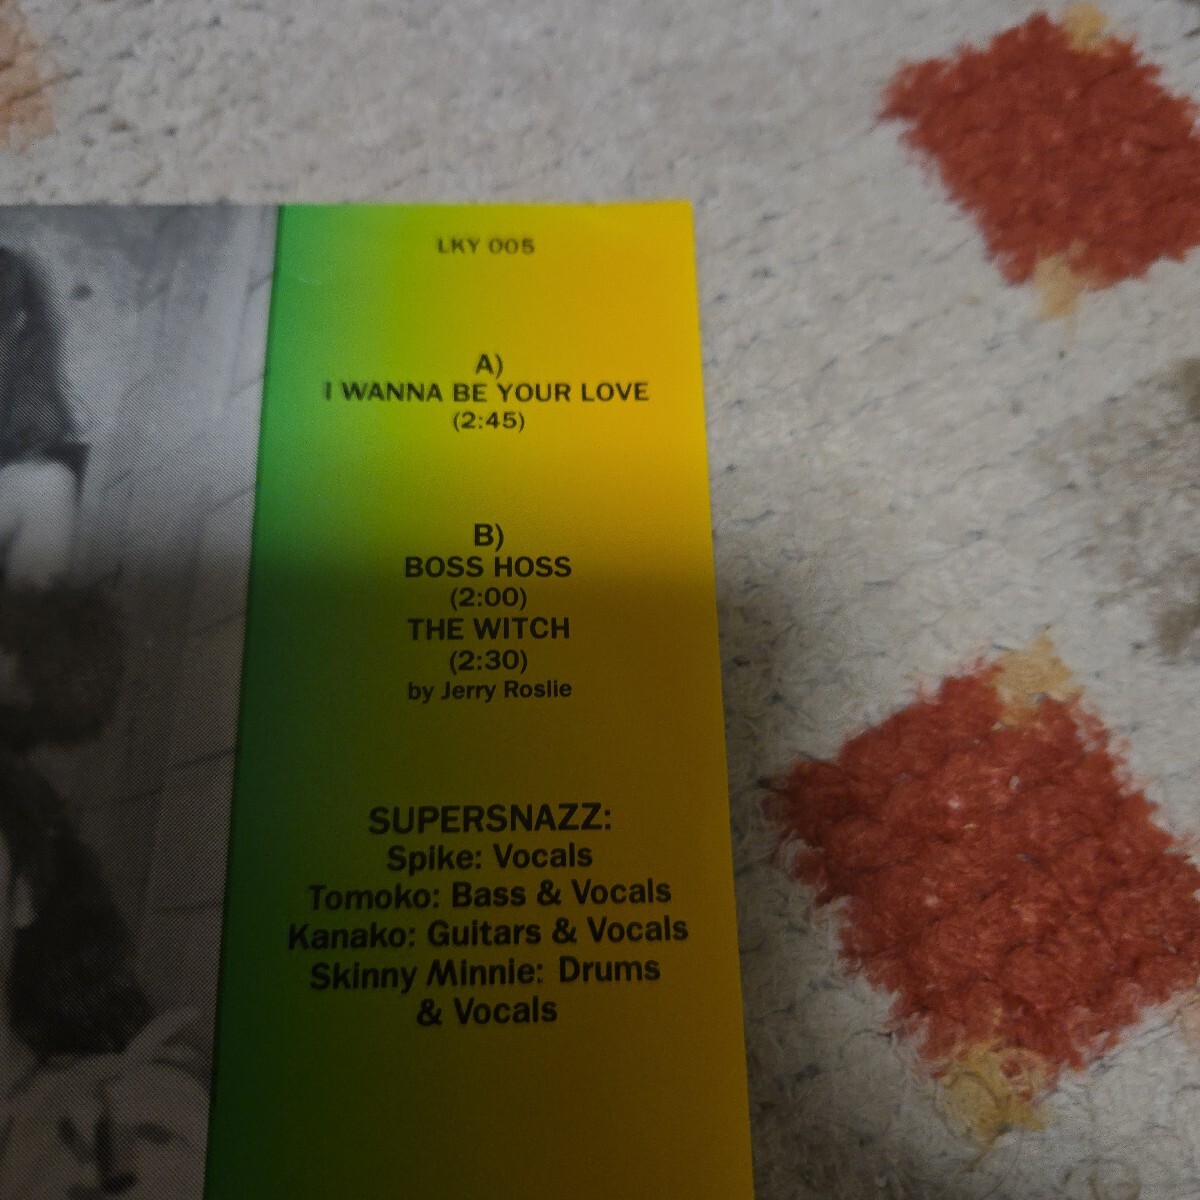 LKY 005
A)
I WANNA BE YOUR LOVE
(2:45)
B)
BOSS HOSS
(2:00)
THE WITCH
(2:30)
by Jerry Roslie
SUPERSNAZZ:
Spike: Vocals
Tomoko: Bass & Vocals
Kanako: Guitars & Vocals
Skinny Minnie: Drums
& Vocals